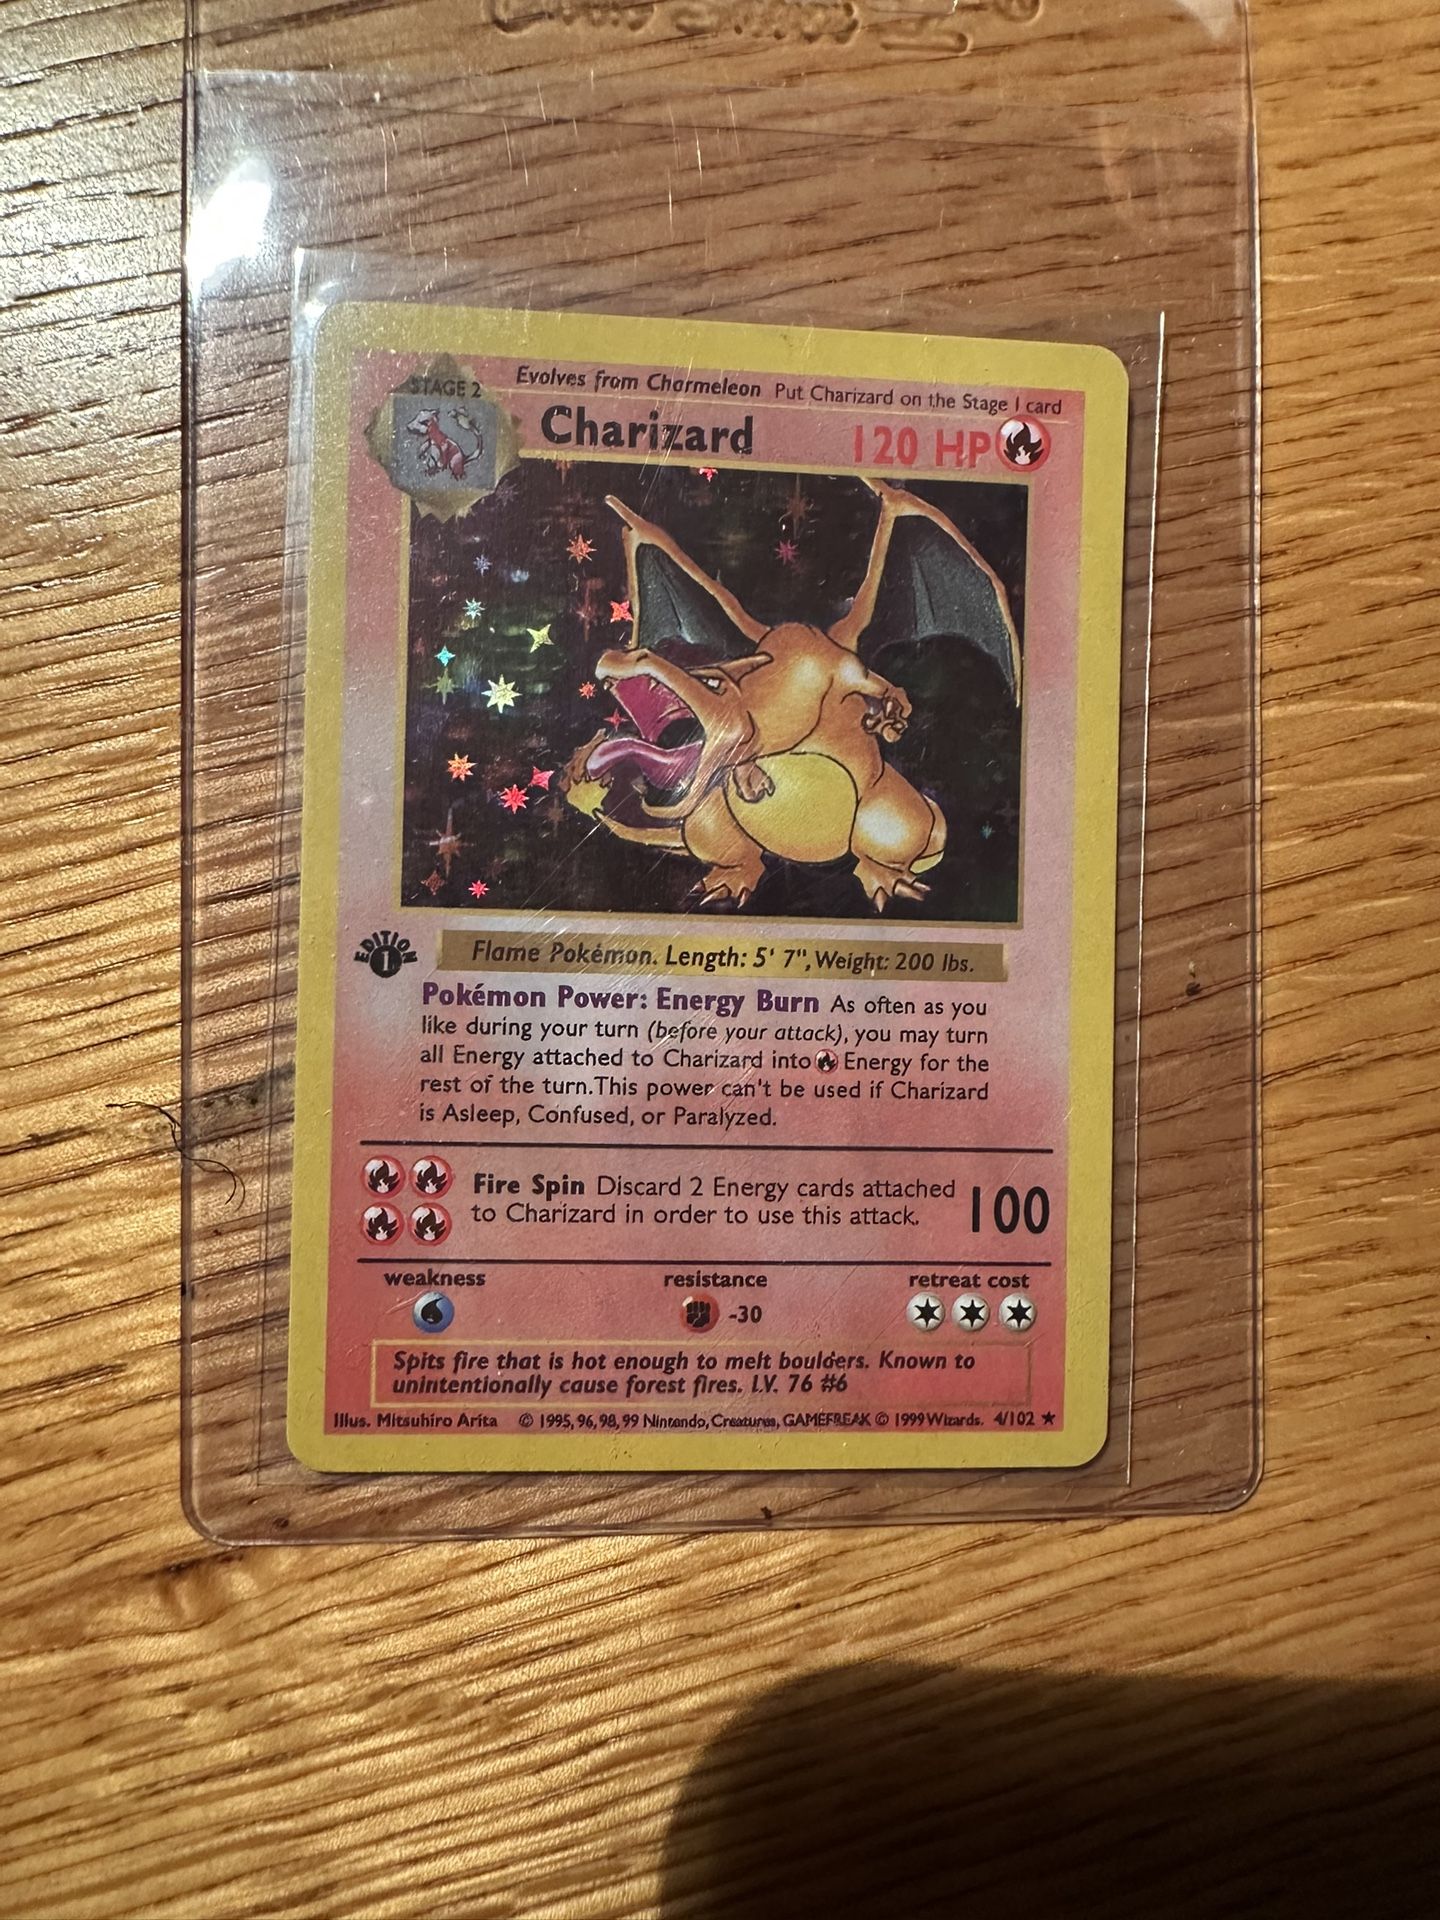 STAGE 2
Evolves from Charmeleon Put Charizard on the Stage 1 card
Charizard
120 HP
EDITION
1
Flame Pokémon. Length: 5' 7", Weight: 200 lbs.
Pokémon Power: Energy Burn As often as you
like during your turn (before your attack), you may turn
all Energy attached to Charizard into Energy for the
rest of the turn. This power can't be used if Charizard
is Asleep, Confused, or Paralyzed.
Fire Spin Discard 2 Energy cards attached
to Charizard in order to use this attack.
100
weakness
resistance
retreat cost
-30
Spits fire that is hot enough to melt boulders. Known to
unintentionally cause forest fires. LV. 76 #6
Illus. Mitsuhiro Arita © 1995, 96, 98, 99 Nintendo, Creatures, GAMEFREAK © 1999 Wizards. 4/102 ★